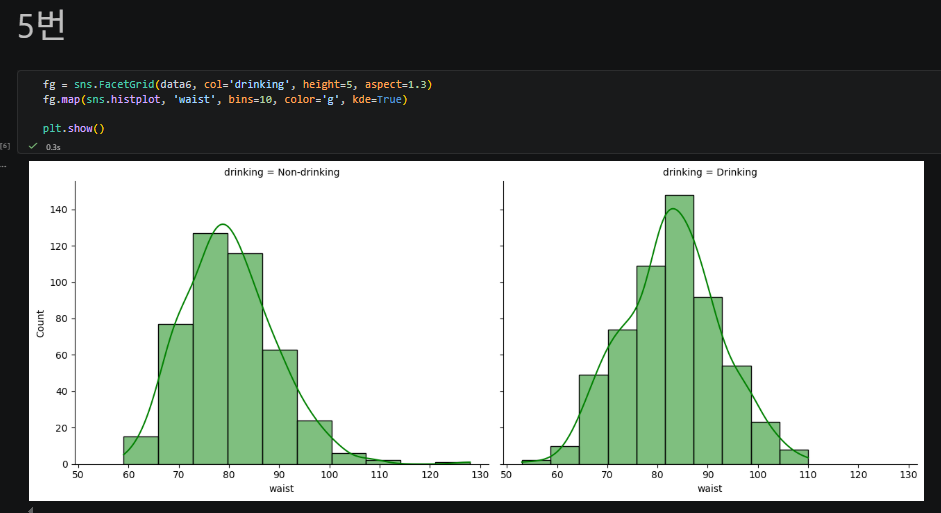 5번
fg = sns.FacetGrid(data6, col='drinking', height=5, aspect=1.3)
fg.map(sns.histplot, 'waist', bins=10, color='g', kde=True)
plt.show()
[6]
0.3s
...
drinking = Non-drinking
drinking = Drinking
140
120
100
80
60
40
20
0
Count
50 60 70 80 90 100 110 120 130
50 60 70 80 90 100 110 120 130
waist
waist